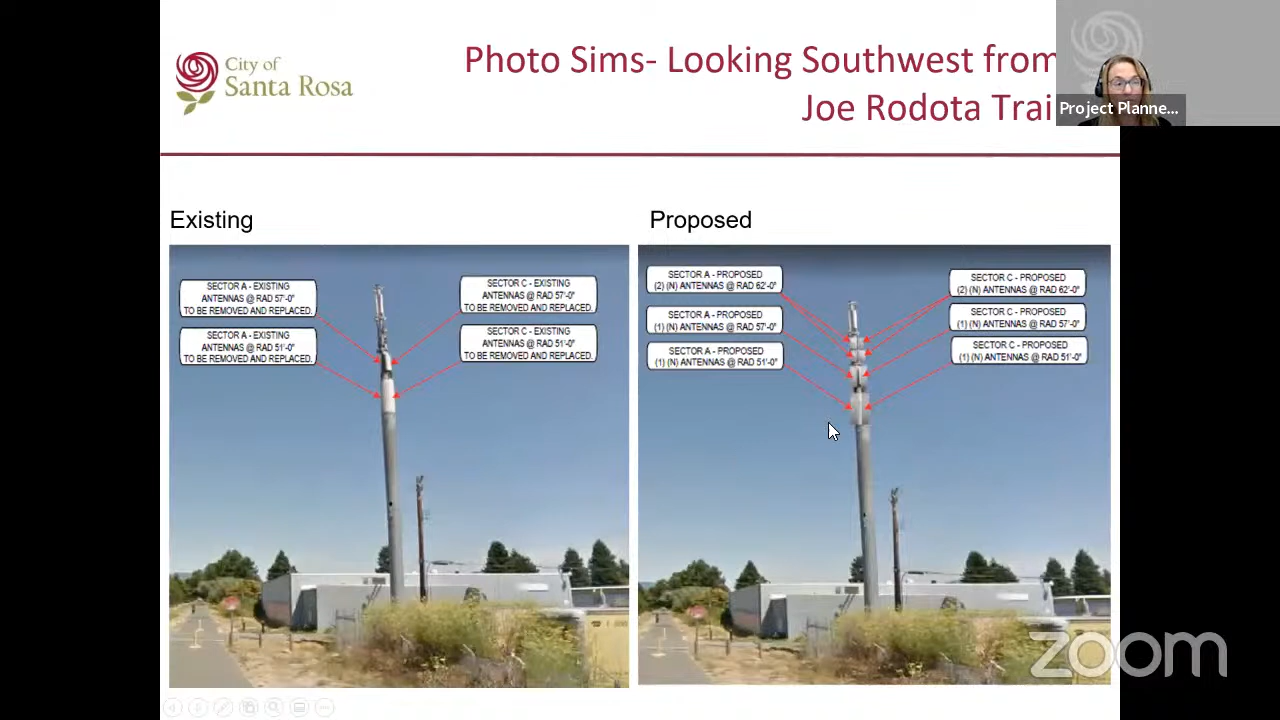 City of
Santa Rosa
Photo Sims- Looking Southwest from
Joe Rodota Trai
Project Planne...
Existing
Proposed
SECTOR A - EXISTING
ANTENNAS @ RAD 57'-0"
TO BE REMOVED AND REPLACED.
SECTOR A - EXISTING
ANTENNAS @ RAD 51'-0"
TO BE REMOVED AND REPLACED.
SECTOR C - EXISTING
ANTENNAS @ RAD 57'-0"
TO BE REMOVED AND REPLACED.
SECTOR C - EXISTING
ANTENNAS @ RAD 51'-0"
TO BE REMOVED AND REPLACED.
SECTOR A - PROPOSED
(2) (N) ANTENNAS @ RAD 62'-0"
SECTOR A - PROPOSED
(1) (N) ANTENNAS @ RAD 57'-0"
SECTOR A - PROPOSED
(1) (N) ANTENNAS @ RAD 51'-0"
SECTOR C - PROPOSED
(2) (N) ANTENNAS @ RAD 62'-0"
SECTOR C - PROPOSED
(1) (N) ANTENNAS @ RAD 57'-0"
SECTOR C - PROPOSED
(1) (N) ANTENNAS @ RAD 51'-0"
zoom